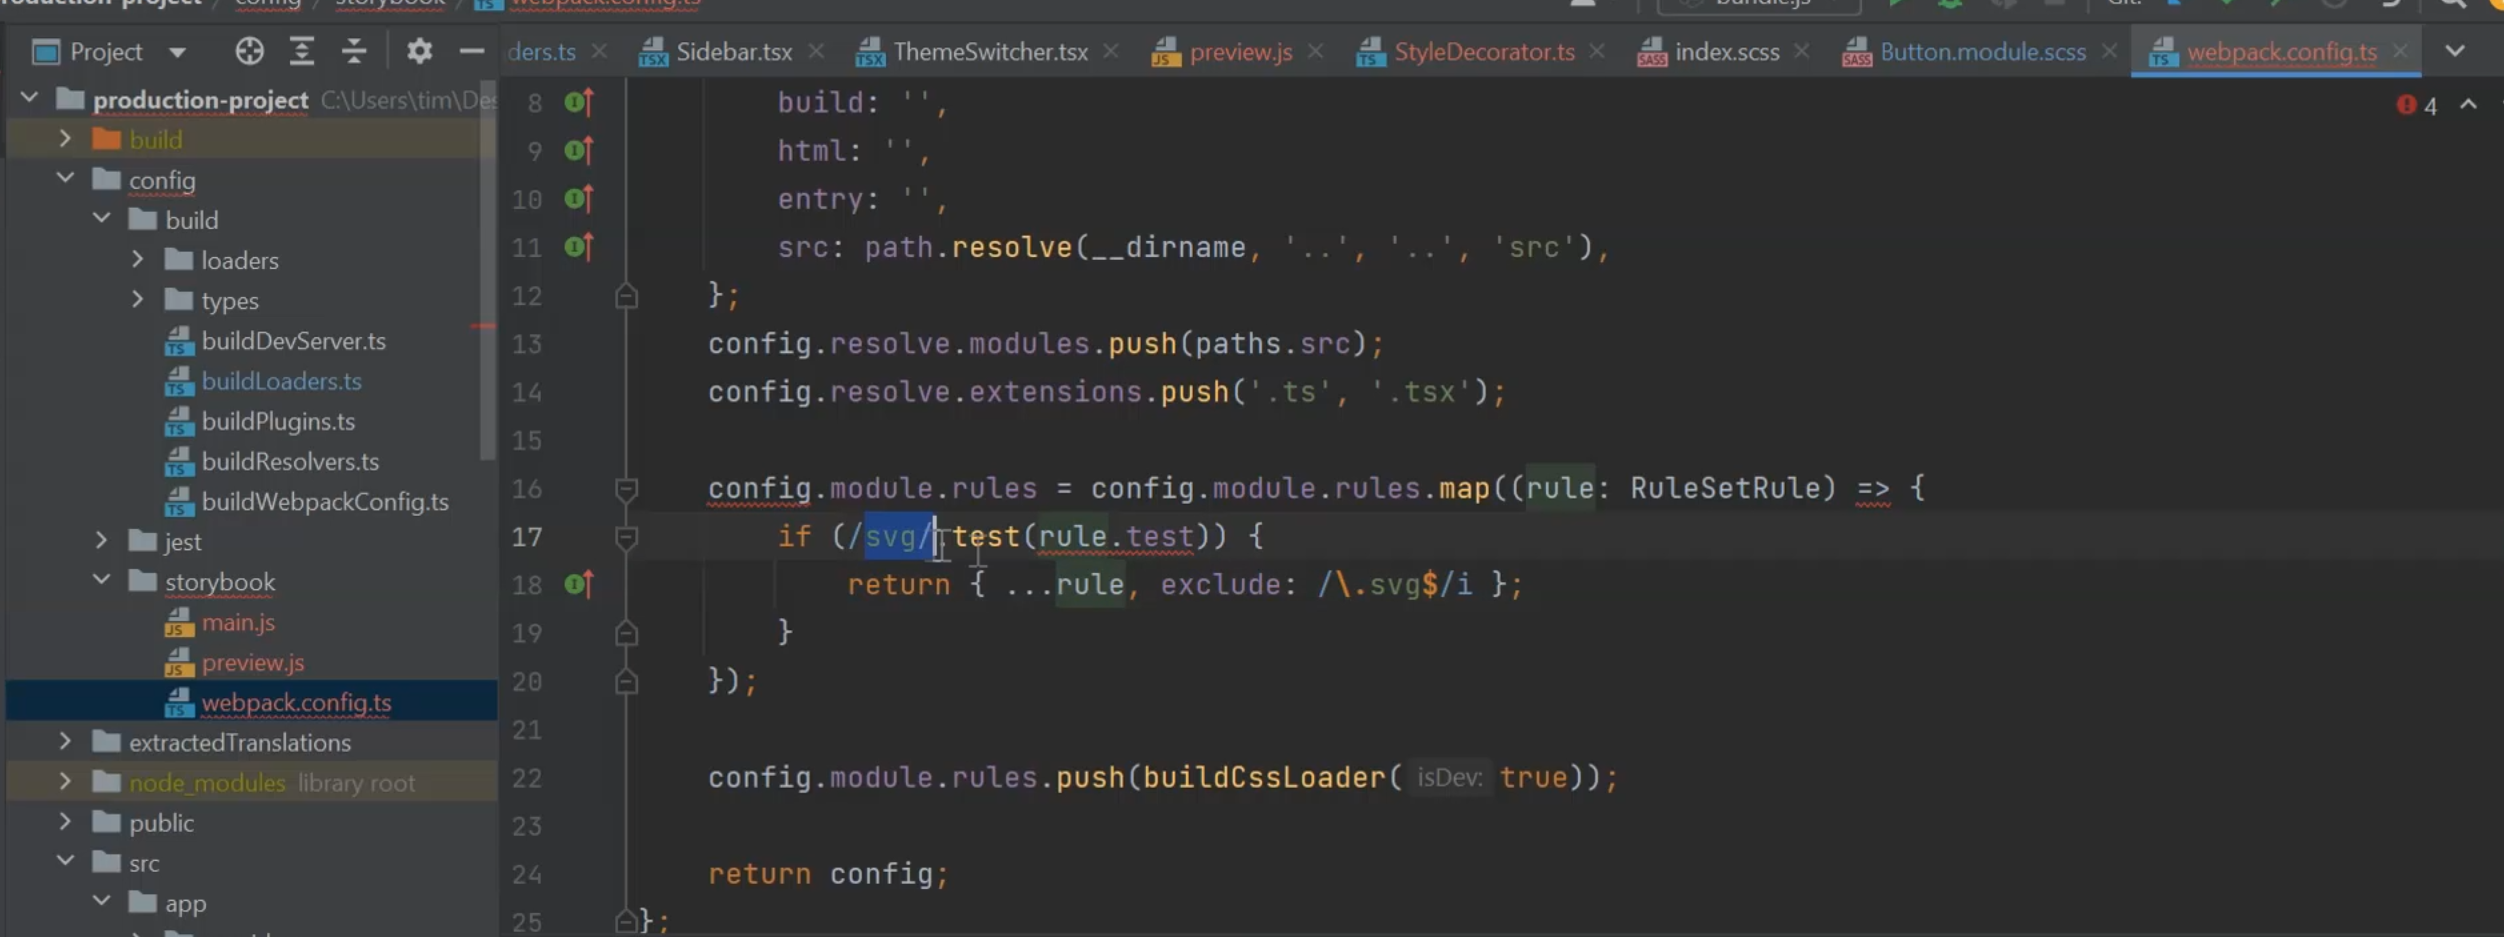 production-project / config / storybook / webpack.config.ts
bundle.js
Git:
Project
ders.ts
Sidebar.tsx
ThemeSwitcher.tsx
preview.js
StyleDecorator.ts
index.scss
Button.module.scss
webpack.config.ts
production-project C:\Users\tim\Des
build
config
build
loaders
types
buildDevServer.ts
buildLoaders.ts
buildPlugins.ts
buildResolvers.ts
buildWebpackConfig.ts
jest
storybook
main.js
preview.js
webpack.config.ts
extractedTranslations
node_modules library root
public
src
app
4
8 build: '',
9 html: '',
10 entry: '',
11 src: path.resolve(__dirname, '..', '..', 'src'),
12 };
13 config.resolve.modules.push(paths.src);
14 config.resolve.extensions.push('.ts', '.tsx');
15
16 config.module.rules = config.module.rules.map((rule: RuleSetRule) => {
17 if (/svg/.test(rule.test)) {
18 return { ...rule, exclude: /\.svg$/i };
19 }
20 });
21
22 config.module.rules.push(buildCssLoader( isDev: true));
23
24 return config;
25 };